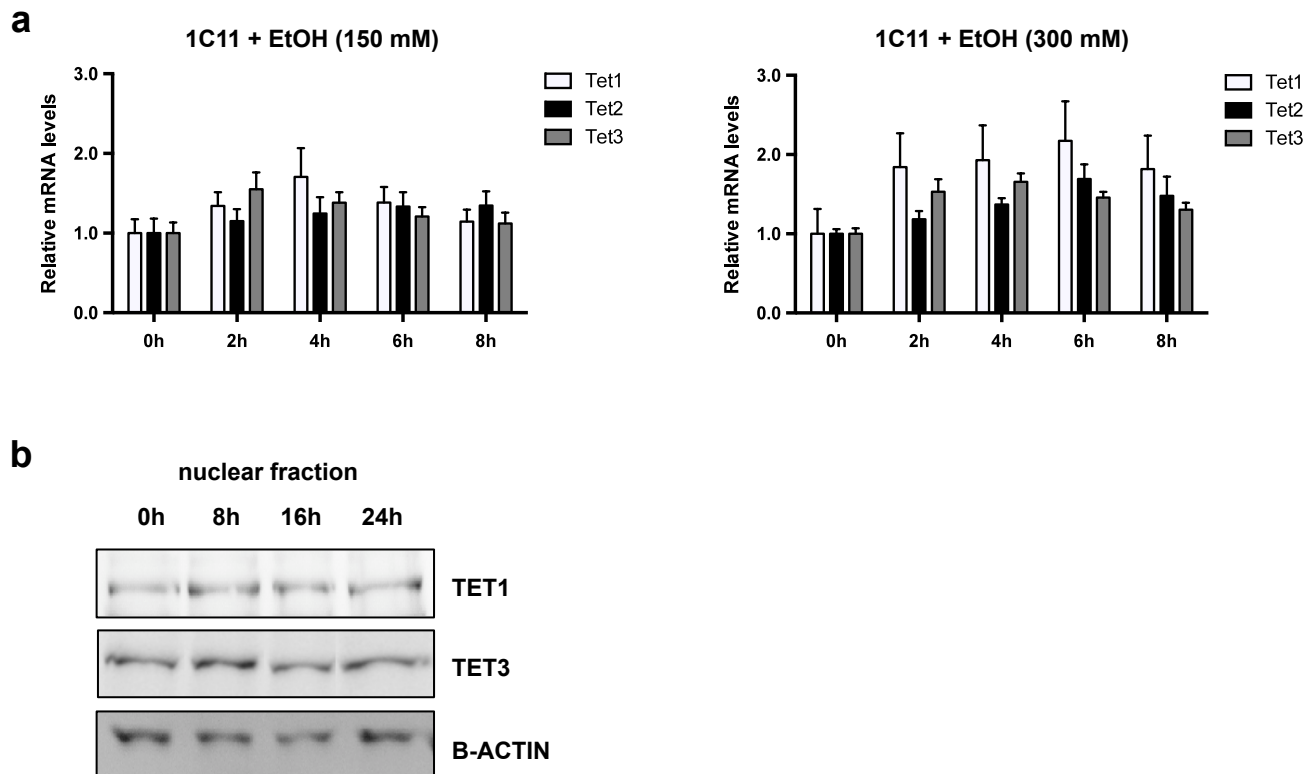 a
1C11 + EtOH (150 mM)
Relative mRNA levels
3.0
2.0
1.0
0.0
0h 2h 4h 6h 8h
Tet1
Tet2
Tet3
1C11 + EtOH (300 mM)
Relative mRNA levels
3.0
2.0
1.0
0.0
0h 2h 4h 6h 8h
Tet1
Tet2
Tet3
b
nuclear fraction
0h 8h 16h 24h
TET1
TET3
B-ACTIN